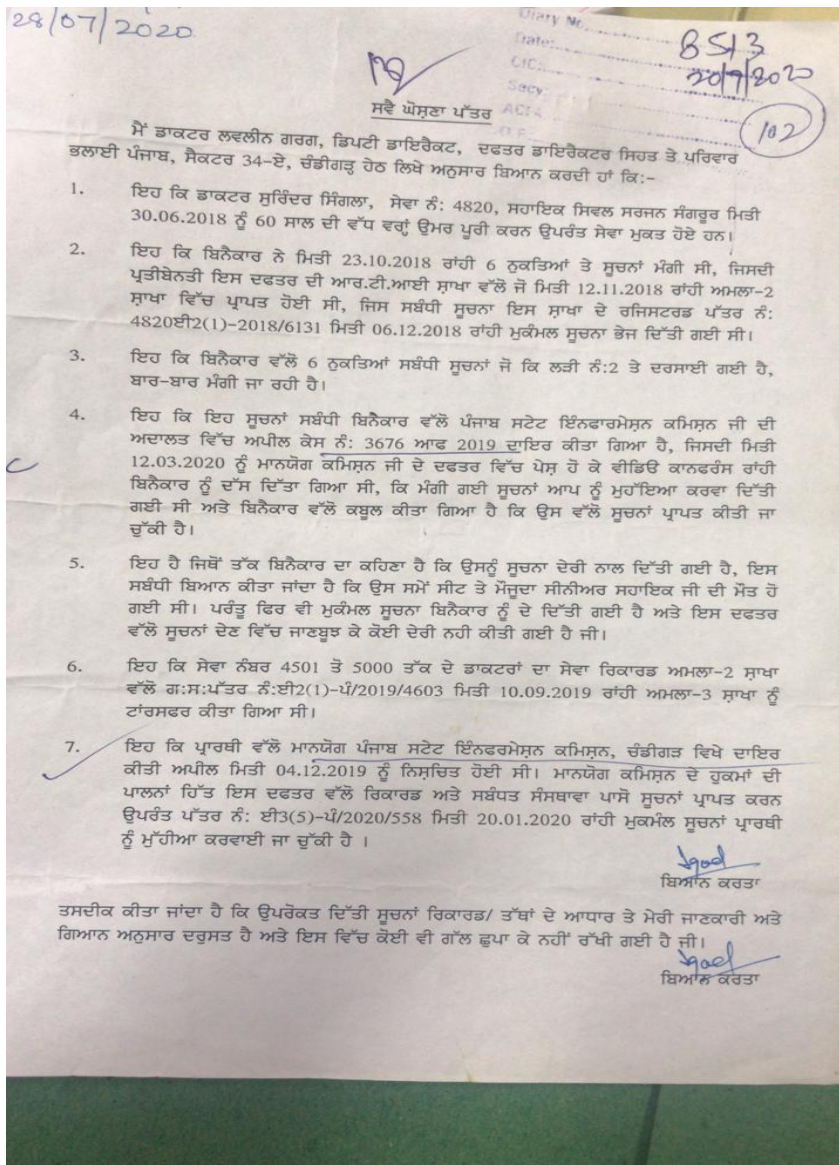 28/07/2020
Diary No.
8513
Date:
20/7/2020
CIC:
Secy.
102
ਸਵੈ ਘੋਸ਼ਣਾ ਪੱਤਰ
ਮੈਂ ਡਾਕਟਰ ਲਵਲੀਨ ਗਰਗ, ਡਿਪਟੀ ਡਾਇਰੈਕਟ, ਦਫਤਰ ਡਾਇਰੈਕਟਰ ਸਿਹਤ ਤੇ ਪਰਿਵਾਰ
ਭਲਾਈ ਪੰਜਾਬ, ਸੈਕਟਰ 34-ਏ, ਚੰਡੀਗੜ੍ਹ ਹੇਠ ਲਿਖੇ ਅਨੁਸਾਰ ਬਿਆਨ ਕਰਦੀ ਹਾਂ ਕਿ:-
1. ਇਹ ਕਿ ਡਾਕਟਰ ਸੁਰਿੰਦਰ ਸਿੰਗਲਾ, ਸੇਵਾ ਨੰ: 4820, ਸਹਾਇਕ ਸਿਵਲ ਸਰਜਨ ਸੰਗਰੂਰ ਮਿਤੀ
30.06.2018 ਨੂੰ 60 ਸਾਲ ਦੀ ਵੱਧ ਵਰ੍ਹਾਂ ਉਮਰ ਪੂਰੀ ਕਰਨ ਉਪਰੰਤ ਸੇਵਾ ਮੁਕਤ ਹੋਏ ਹਨ।
2. ਇਹ ਕਿ ਬਿਨੈਕਾਰ ਨੇ ਮਿਤੀ 23.10.2018 ਰਾਂਹੀ 6 ਨੁਕਤਿਆਂ ਤੇ ਸੂਚਨਾਂ ਮੰਗੀ ਸੀ, ਜਿਸਦੀ
ਪ੍ਰਤੀਬੇਨਤੀ ਇਸ ਦਫਤਰ ਦੀ ਆਰ.ਟੀ.ਆਈ ਸ਼ਾਖਾ ਵੱਲੋਂ ਜੋ ਮਿਤੀ 12.11.2018 ਰਾਂਹੀ ਅਮਲਾ-2
ਸ਼ਾਖਾ ਵਿੱਚ ਪ੍ਰਾਪਤ ਹੋਈ ਸੀ, ਜਿਸ ਸਬੰਧੀ ਸੂਚਨਾ ਇਸ ਸ਼ਾਖਾ ਦੇ ਰਜਿਸਟਰਡ ਪੱਤਰ ਨੰ:
4820ਈ2(1)-2018/6131 ਮਿਤੀ 06.12.2018 ਰਾਂਹੀ ਮੁਕੰਮਲ ਸੂਚਨਾ ਭੇਜ ਦਿੱਤੀ ਗਈ ਸੀ।
3. ਇਹ ਕਿ ਬਿਨੈਕਾਰ ਵੱਲੋਂ 6 ਨੁਕਤਿਆਂ ਸਬੰਧੀ ਸੂਚਨਾਂ ਜੋ ਕਿ ਲੜੀ ਨੰ:2 ਤੇ ਦਰਸਾਈ ਗਈ ਹੈ,
ਬਾਰ-ਬਾਰ ਮੰਗੀ ਜਾ ਰਹੀ ਹੈ।
4. ਇਹ ਕਿ ਇਹ ਸੂਚਨਾਂ ਸਬੰਧੀ ਬਿਨੈਕਾਰ ਵੱਲੋਂ ਪੰਜਾਬ ਸਟੇਟ ਇੰਨਫਾਰਮੇਸ਼ਨ ਕਮਿਸ਼ਨ ਜੀ ਦੀ
ਅਦਾਲਤ ਵਿੱਚ ਅਪੀਲ ਕੇਸ ਨੰ: 3676 ਆਫ 2019 ਦਾਇਰ ਕੀਤਾ ਗਿਆ ਹੈ, ਜਿਸਦੀ ਮਿਤੀ
12.03.2020 ਨੂੰ ਮਾਨਯੋਗ ਕਮਿਸ਼ਨ ਜੀ ਦੇ ਦਫਤਰ ਵਿੱਚ ਪੇਸ਼ ਹੋ ਕੇ ਵੀਡਿਓ ਕਾਨਫਰੰਸ ਰਾਂਹੀ
ਬਿਨੈਕਾਰ ਨੂੰ ਦੱਸ ਦਿੱਤਾ ਗਿਆ ਸੀ, ਕਿ ਮੰਗੀ ਗਈ ਸੂਚਨਾਂ ਆਪ ਨੂੰ ਮੁਹੱਇਆ ਕਰਵਾ ਦਿੱਤੀ
ਗਈ ਸੀ ਅਤੇ ਬਿਨੈਕਾਰ ਵੱਲੋਂ ਕਬੂਲ ਕੀਤਾ ਗਿਆ ਹੈ ਕਿ ਉਸ ਵੱਲੋਂ ਸੂਚਨਾਂ ਪ੍ਰਾਪਤ ਕੀਤੀ ਜਾ
ਚੁੱਕੀ ਹੈ।
5. ਇਹ ਹੈ ਜਿਥੋਂ ਤੱਕ ਬਿਨੈਕਾਰ ਦਾ ਕਹਿਣਾ ਹੈ ਕਿ ਉਸਨੂੰ ਸੂਚਨਾ ਦੇਰੀ ਨਾਲ ਦਿੱਤੀ ਗਈ ਹੈ, ਇਸ
ਸਬੰਧੀ ਬਿਆਨ ਕੀਤਾ ਜਾਂਦਾ ਹੈ ਕਿ ਉਸ ਸਮੇਂ ਸੀਟ ਤੇ ਮੌਜੂਦਾ ਸੀਨੀਅਰ ਸਹਾਇਕ ਜੀ ਦੀ ਮੌਤ ਹੋ
ਗਈ ਸੀ। ਪਰੰਤੂ ਫਿਰ ਵੀ ਮੁਕੰਮਲ ਸੂਚਨਾ ਬਿਨੈਕਾਰ ਨੂੰ ਦੇ ਦਿੱਤੀ ਗਈ ਹੈ ਅਤੇ ਇਸ ਦਫਤਰ
ਵੱਲੋਂ ਸੂਚਨਾਂ ਦੇਣ ਵਿੱਚ ਜਾਣਬੂਝ ਕੇ ਕੋਈ ਦੇਰੀ ਨਹੀ ਕੀਤੀ ਗਈ ਹੈ ਜੀ।
6. ਇਹ ਕਿ ਸੇਵਾ ਨੰਬਰ 4501 ਤੋਂ 5000 ਤੱਕ ਦੇ ਡਾਕਟਰਾਂ ਦਾ ਸੇਵਾ ਰਿਕਾਰਡ ਅਮਲਾ-2 ਸ਼ਾਖਾ
ਵੱਲੋਂ ਗ:ਸ:ਪੱਤਰ ਨੰ:ਈ2(1)-ਪੰ/2019/4603 ਮਿਤੀ 10.09.2019 ਰਾਂਹੀ ਅਮਲਾ-3 ਸ਼ਾਖਾ ਨੂੰ
ਟਾਂਰਸਫਰ ਕੀਤਾ ਗਿਆ ਸੀ।
7. ਇਹ ਕਿ ਪ੍ਰਾਰਥੀ ਵੱਲੋਂ ਮਾਨਯੋਗ ਪੰਜਾਬ ਸਟੇਟ ਇੰਨਫਰਮੇਸ਼ਨ ਕਮਿਸ਼ਨ, ਚੰਡੀਗੜ ਵਿਖੇ ਦਾਇਰ
ਕੀਤੀ ਅਪੀਲ ਮਿਤੀ 04.12.2019 ਨੂੰ ਨਿਸ਼ਚਿਤ ਹੋਈ ਸੀ। ਮਾਨਯੋਗ ਕਮਿਸ਼ਨ ਦੇ ਹੁਕਮਾਂ ਦੀ
ਪਾਲਨਾਂ ਹਿੱਤ ਇਸ ਦਫਤਰ ਵੱਲੋਂ ਰਿਕਾਰਡ ਅਤੇ ਸਬੰਧਤ ਸੰਸਥਾਵਾ ਪਾਸੋ ਸੂਚਨਾਂ ਪ੍ਰਾਪਤ ਕਰਨ
ਉਪਰੰਤ ਪੱਤਰ ਨੰ: ਈ3(5)-ਪੰ/2020/558 ਮਿਤੀ 20.01.2020 ਰਾਂਹੀ ਮੁਕਮੰਲ ਸੂਚਨਾਂ ਪ੍ਰਾਰਥੀ
ਨੂੰ ਮੁੱਹੀਆ ਕਰਵਾਈ ਜਾ ਚੁੱਕੀ ਹੈ ।
ਬਿਆਨ ਕਰਤਾ
ਤਸਦੀਕ ਕੀਤਾ ਜਾਂਦਾ ਹੈ ਕਿ ਉਪਰੋਕਤ ਦਿੱਤੀ ਸੂਚਨਾਂ ਰਿਕਾਰਡ/ ਤੱਥਾਂ ਦੇ ਆਧਾਰ ਤੇ ਮੇਰੀ ਜਾਣਕਾਰੀ ਅਤੇ
ਗਿਆਨ ਅਨੁਸਾਰ ਦਰੁਸਤ ਹੈ ਅਤੇ ਇਸ ਵਿੱਚ ਕੋਈ ਵੀ ਗੱਲ ਛੁਪਾ ਕੇ ਨਹੀਂ ਰੱਖੀ ਗਈ ਹੈ ਜੀ।
ਬਿਆਨ ਕਰਤਾ